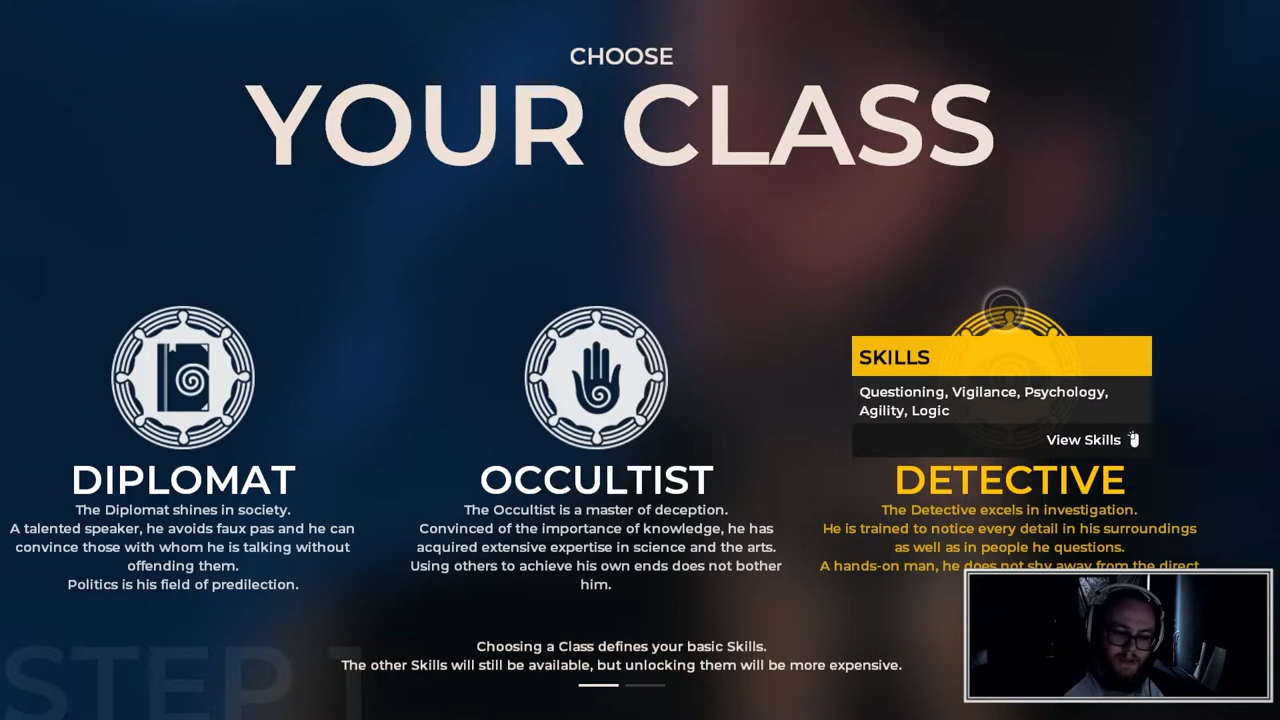 CHOOSE
YOUR CLASS
SKILLS
Questioning, Vigilance, Psychology,
Agility, Logic
View Skills
DIPLOMAT
The Diplomat shines in society.
A talented speaker, he avoids faux pas and he can
convince those with whom he is talking without
offending them.
Politics is his field of predilection.
OCCULTIST
The Occultist is a master of deception.
Convinced of the importance of knowledge, he has
acquired extensive expertise in science and the arts.
Using others to achieve his own ends does not bother
him.
DETECTIVE
The Detective excels in investigation.
He is trained to notice every detail in his surroundings
as well as in people he questions.
A hands-on man, he does not shy away from the direct
Choosing a Class defines your basic Skills.
The other Skills will still be available, but unlocking them will be more expensive.
STEP 1